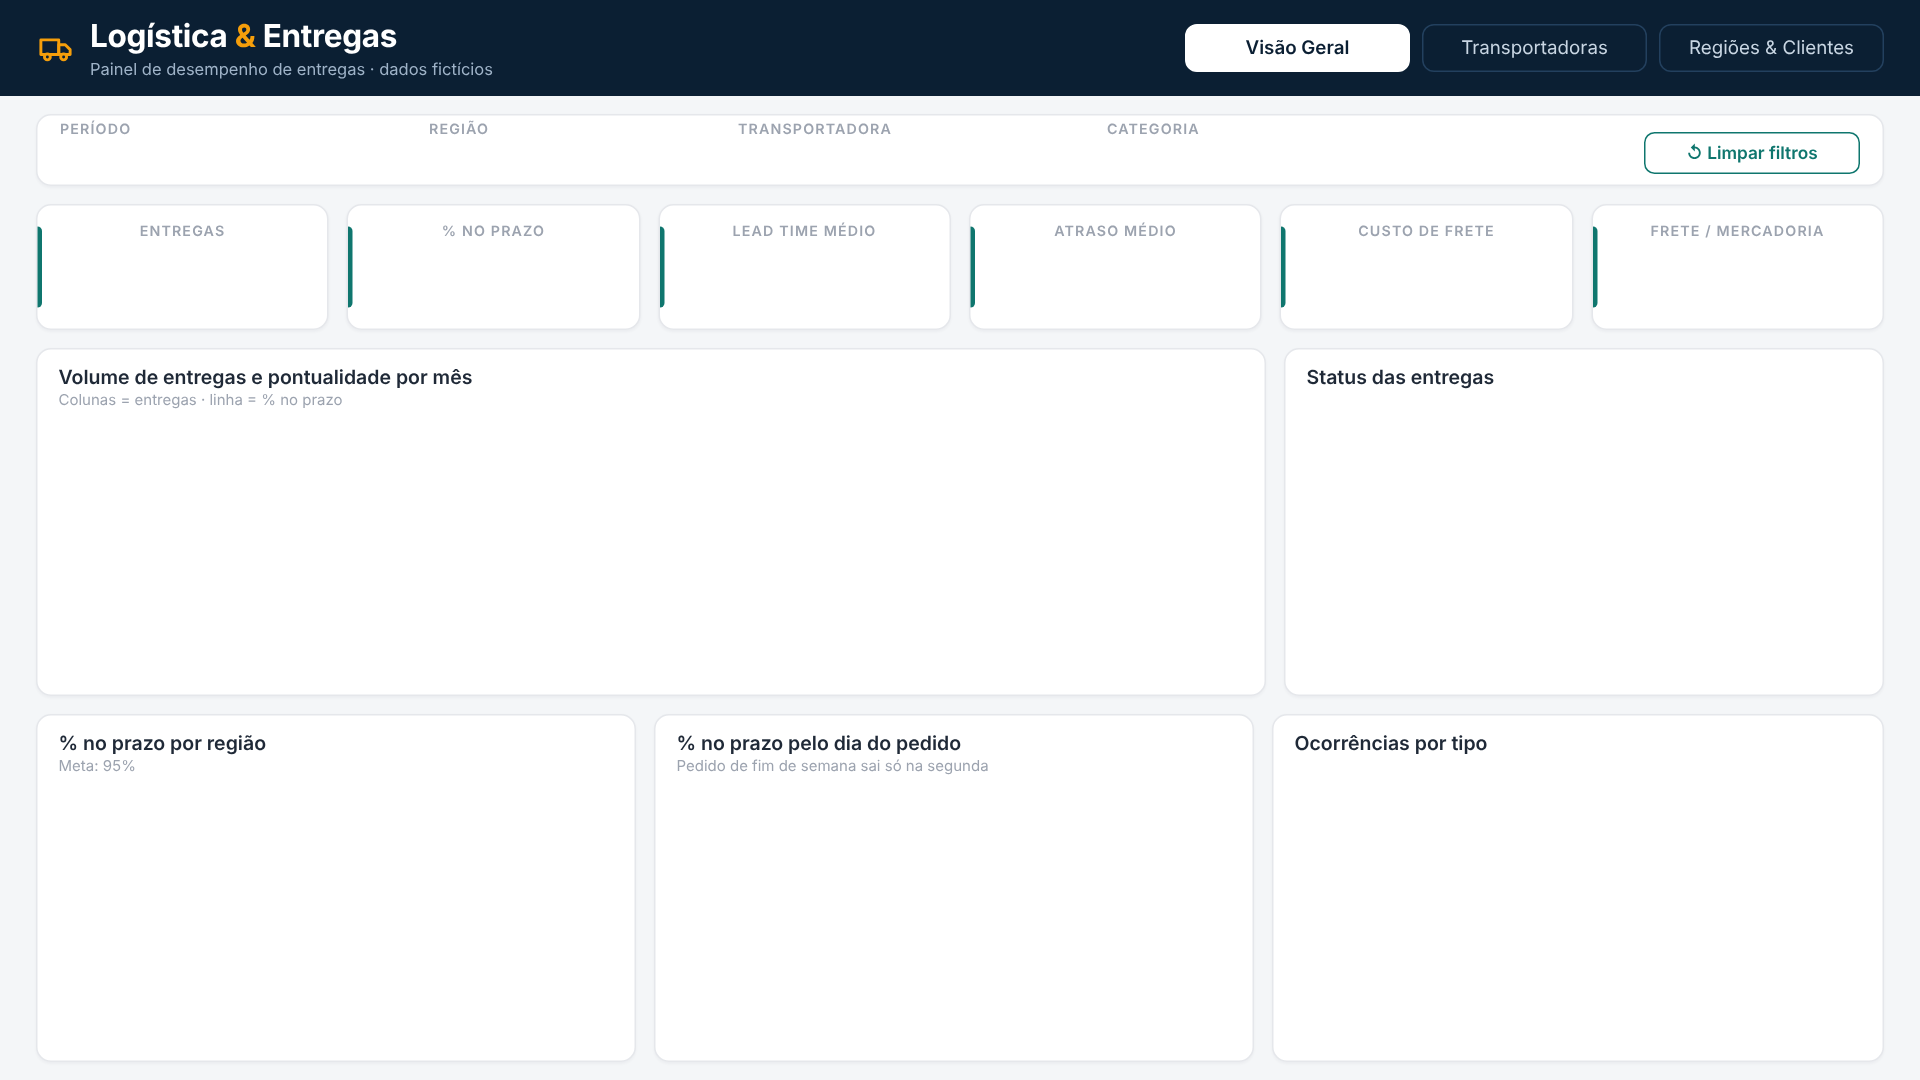 Logística & Entregas
Painel de desempenho de entregas · dados fictícios
Visão Geral
Transportadoras
Regiões & Clientes
PERÍODO
REGIÃO
TRANSPORTADORA
CATEGORIA
↺ Limpar filtros
ENTREGAS
% NO PRAZO
LEAD TIME MÉDIO
ATRASO MÉDIO
CUSTO DE FRETE
FRETE / MERCADORIA
Volume de entregas e pontualidade por mês
Colunas = entregas · linha = % no prazo
Status das entregas
% no prazo por região
Meta: 95%
% no prazo pelo dia do pedido
Pedido de fim de semana sai só na segunda
Ocorrências por tipo